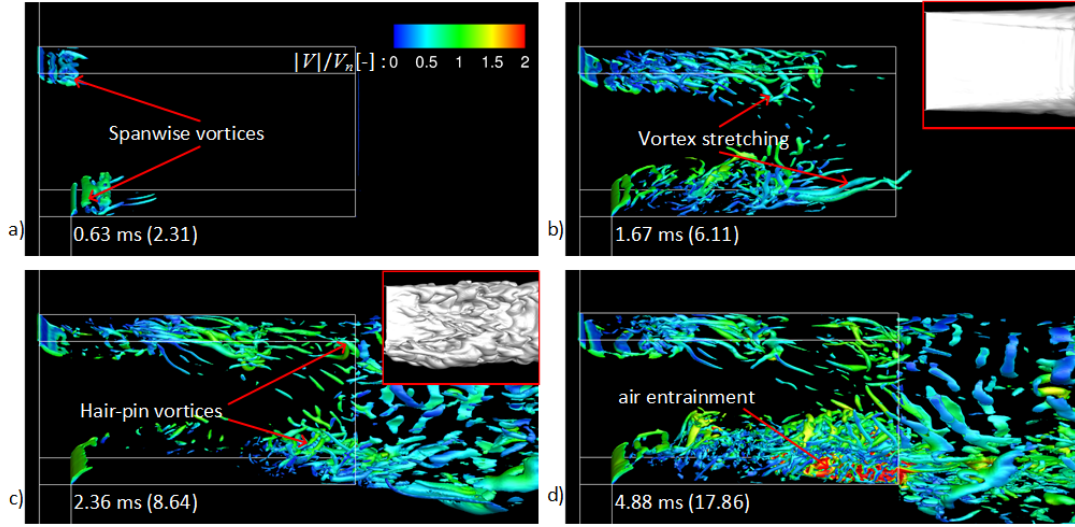 |V|/Vₙ[-] : 0 0.5 1 1.5 2
Spanwise vortices
a)
0.63 ms (2.31)
Vortex stretching
b)
1.67 ms (6.11)
Hair-pin vortices
c)
2.36 ms (8.64)
air entrainment
d)
4.88 ms (17.86)